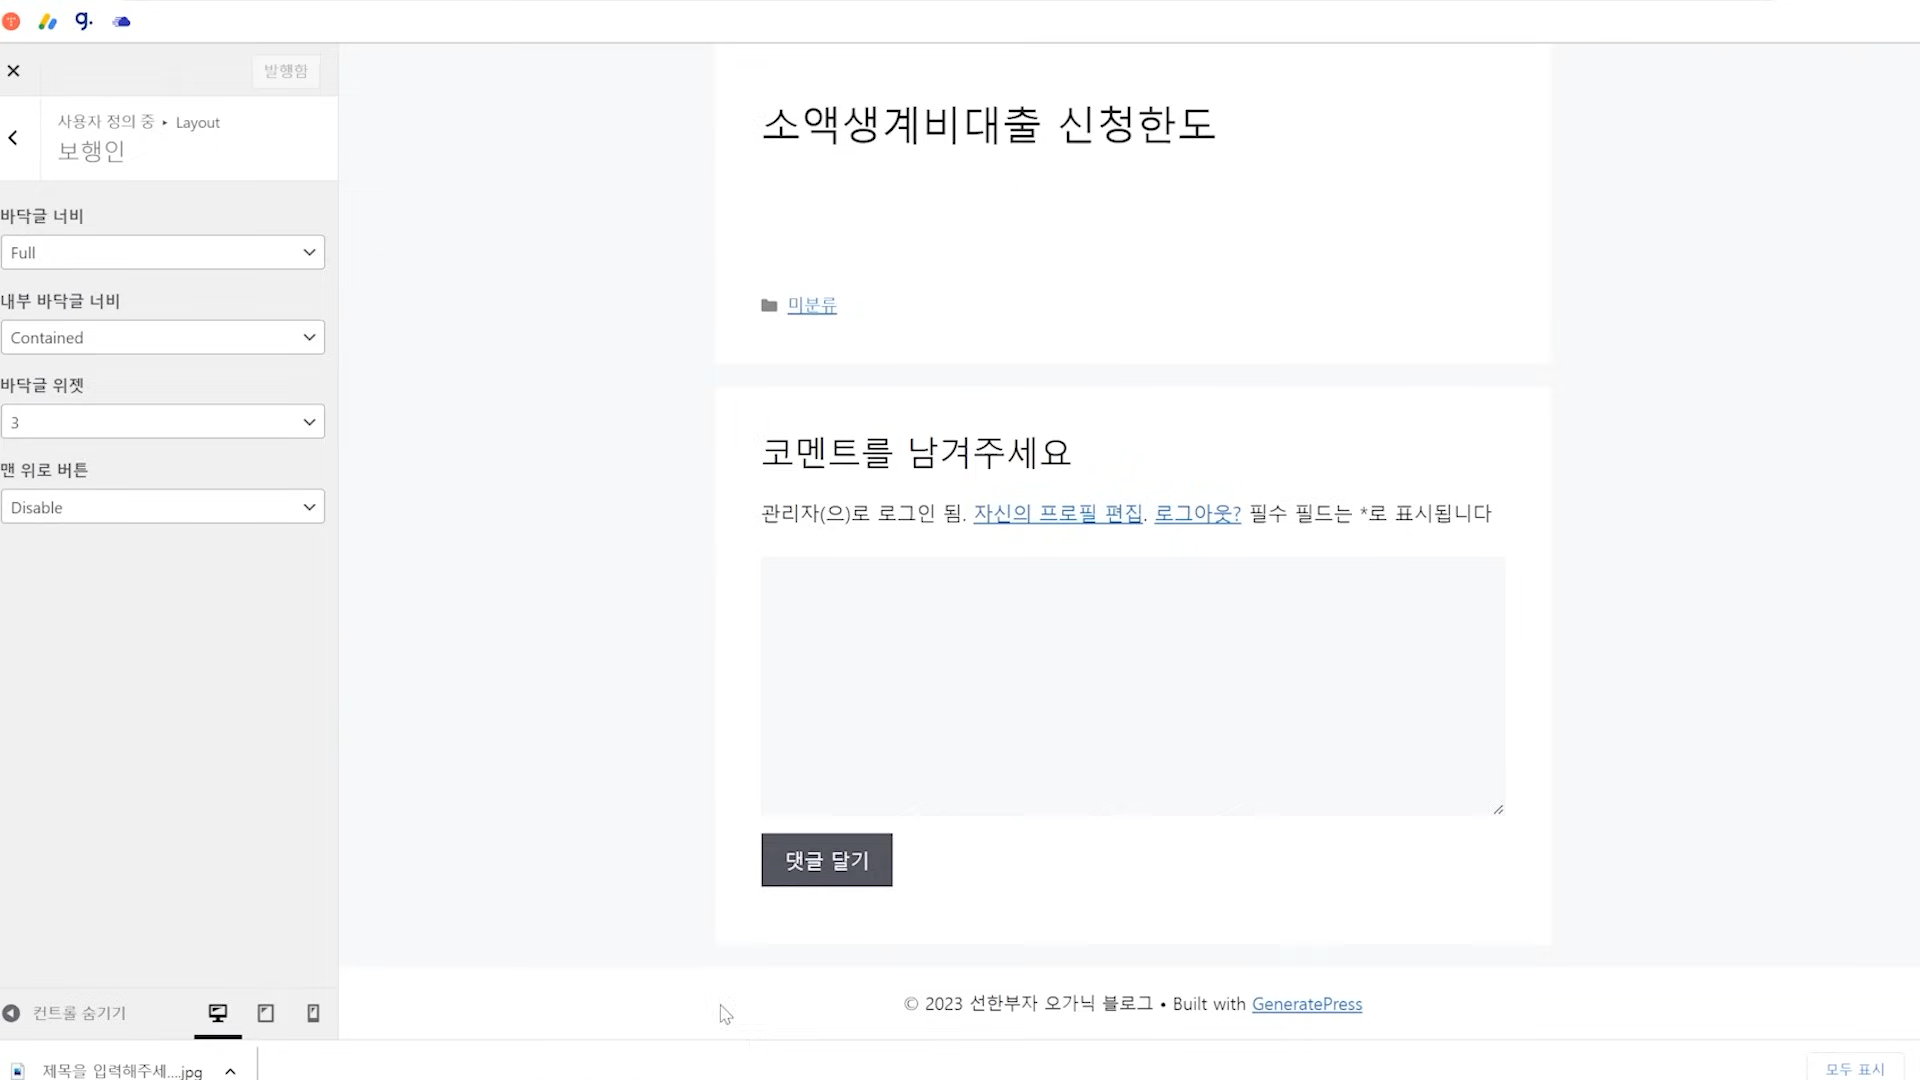 g.
발행함
사용자 정의 중 ▸ Layout
보행인
바닥글 너비
Full
내부 바닥글 너비
Contained
바닥글 위젯
3
맨 위로 버튼
Disable
컨트롤 숨기기
소액생계비대출 신청한도
미분류
코멘트를 남겨주세요
관리자(으)로 로그인 됨. 자신의 프로필 편집. 로그아웃? 필수 필드는 *로 표시됩니다
댓글 달기
© 2023 선한부자 오가닉 블로그 • Built with GeneratePress
제목을 입력해주세....jpg
모두 표시